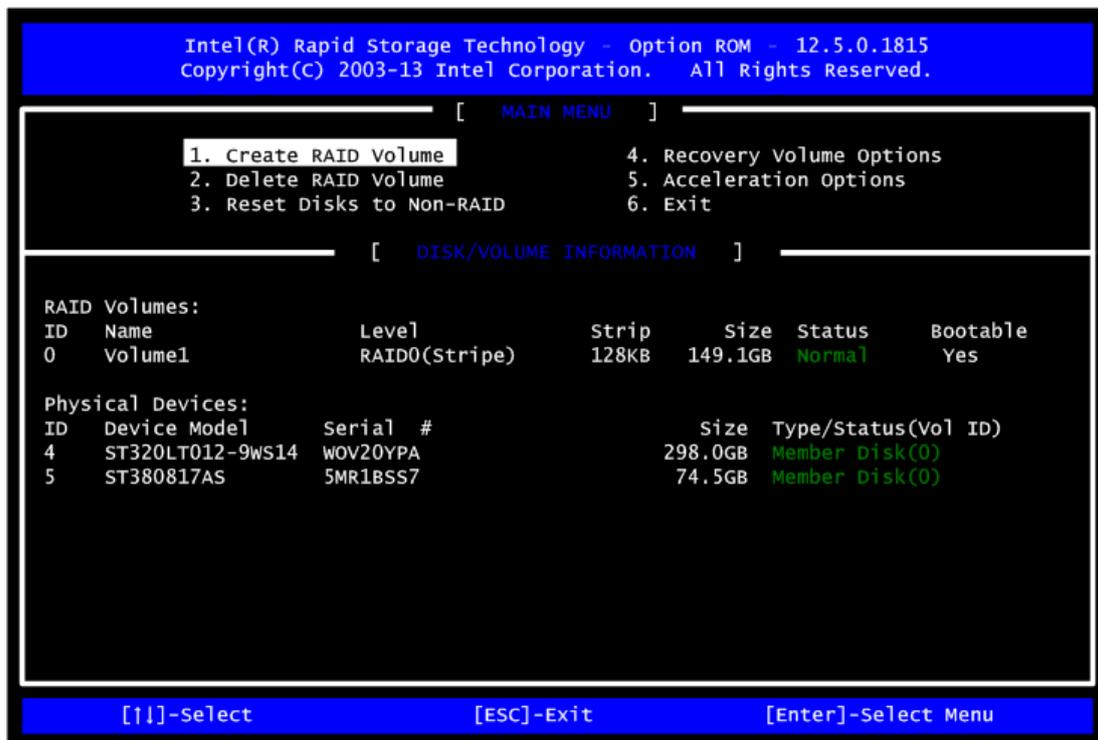 Intel(R) Rapid Storage Technology - Option ROM - 12.5.0.1815
Copyright(C) 2003-13 Intel Corporation. All Rights Reserved.
[ MAIN MENU ]
1. Create RAID Volume 4. Recovery Volume Options
2. Delete RAID Volume 5. Acceleration Options
3. Reset Disks to Non-RAID 6. Exit
[ DISK/VOLUME INFORMATION ]
RAID Volumes:
ID Name Level Strip Size Status Bootable
0 Volume1 RAID0(Stripe) 128KB 149.1GB Normal Yes
Physical Devices:
ID Device Model Serial # Size Type/Status(Vol ID)
4 ST320LT012-9WS14 WOV20YPA 298.0GB Member Disk(0)
5 ST380817AS 5MR1BSS7 74.5GB Member Disk(0)
[↑↓]-Select [ESC]-Exit [Enter]-Select Menu